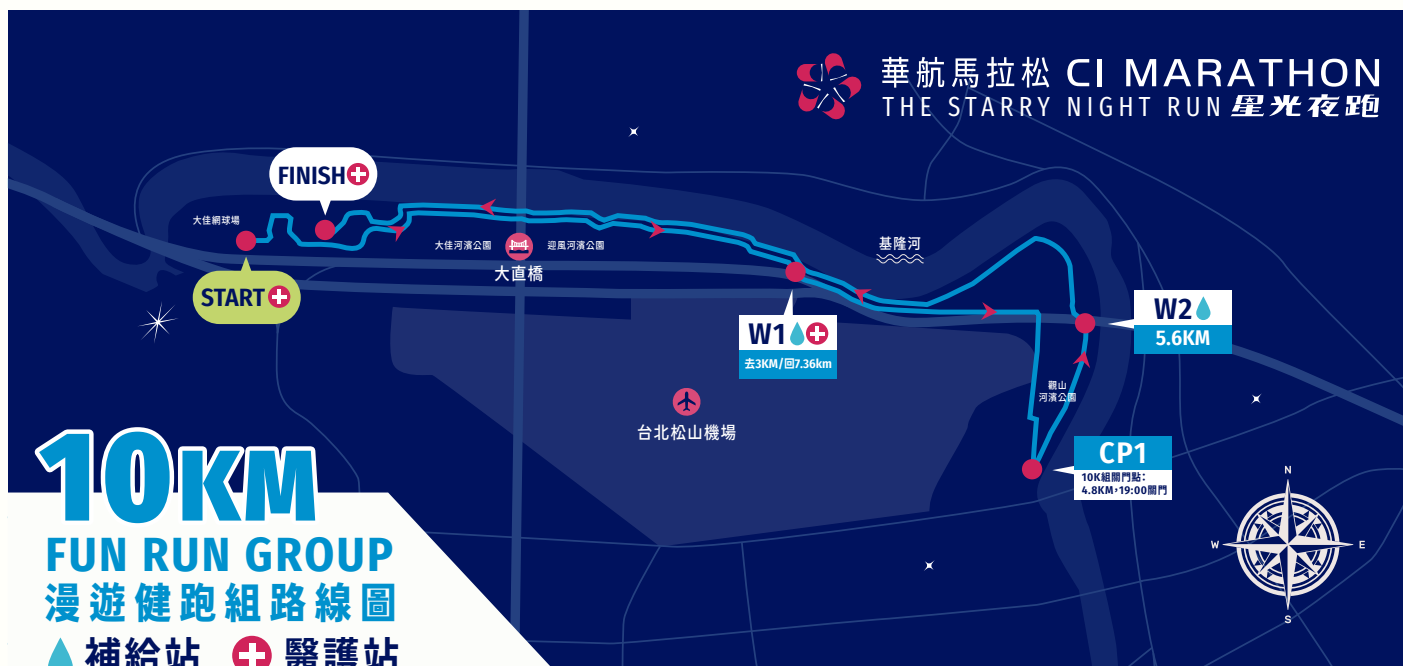 華航馬拉松 CI MARATHON
THE STARRY NIGHT RUN 星光夜跑
FINISH
大佳網球場
START
大佳河濱公園
迎風河濱公園
大直橋
基隆河
W1
去3KM/回7.36km
W2
5.6KM
觀山
河濱公園
台北松山機場
CP1
10K組關門點:
4.8KM,19:00關門
N
W
E
S
10KM
FUN RUN GROUP
漫遊健跑組路線圖
補給站 醫護站